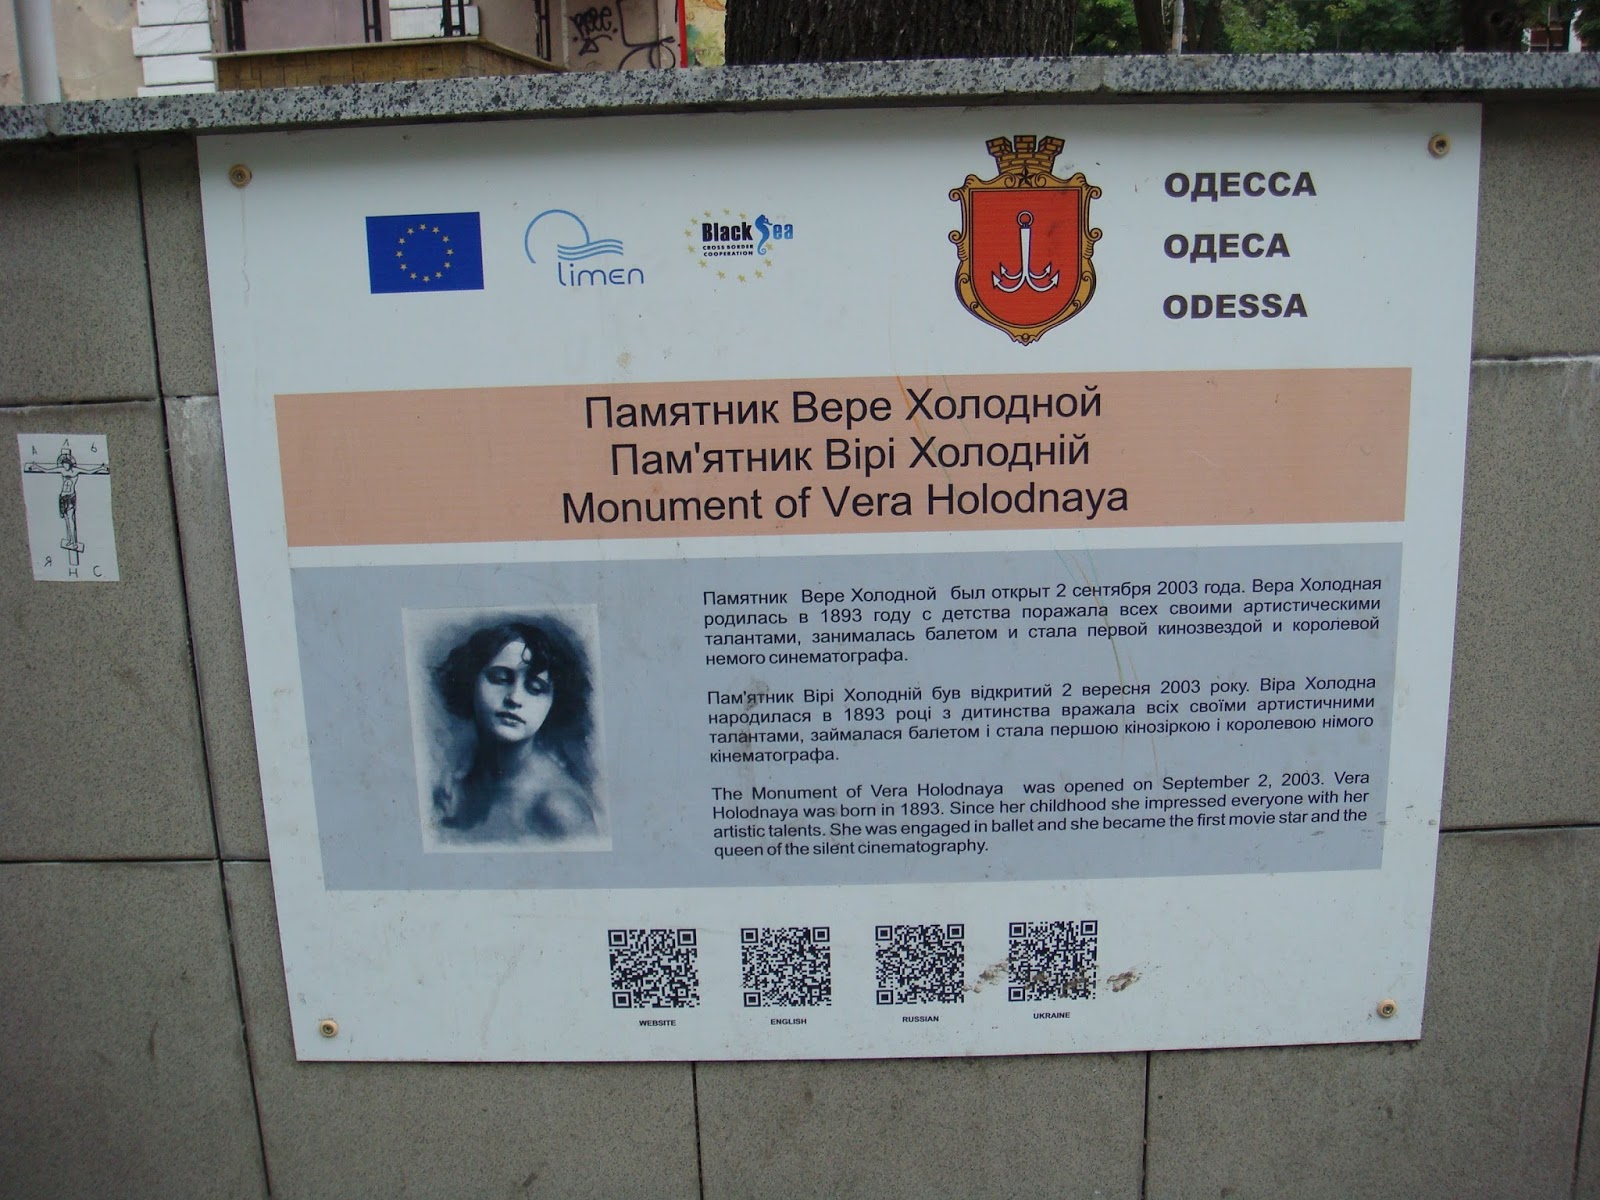 limen
Black Sea
CROSS BORDER
COOPERATION
ОДЕССА
ОДЕСА
ODESSA
Памятник Вере Холодной
Пам'ятник Вірі Холодній
Monument of Vera Holodnaya
Памятник Вере Холодной был открыт 2 сентября 2003 года. Вера Холодная
родилась в 1893 году с детства поражала всех своими артистическими
талантами, занималась балетом и стала первой кинозвездой и королевой
немого синематографа.
Пам'ятник Вірі Холодній був відкритий 2 вересня 2003 року. Віра Холодна
народилася в 1893 році з дитинства вражала всіх своїми артистичними
талантами, займалася балетом і стала першою кінозіркою і королевою німого
кінематографа.
The Monument of Vera Holodnaya was opened on September 2, 2003. Vera
Holodnaya was born in 1893. Since her childhood she impressed everyone with her
artistic talents. She was engaged in ballet and she became the first movie star and the
queen of the silent cinematography.
WEBSITE
ENGLISH
RUSSIAN
UKRAINE
А Л Ь
Я Н С